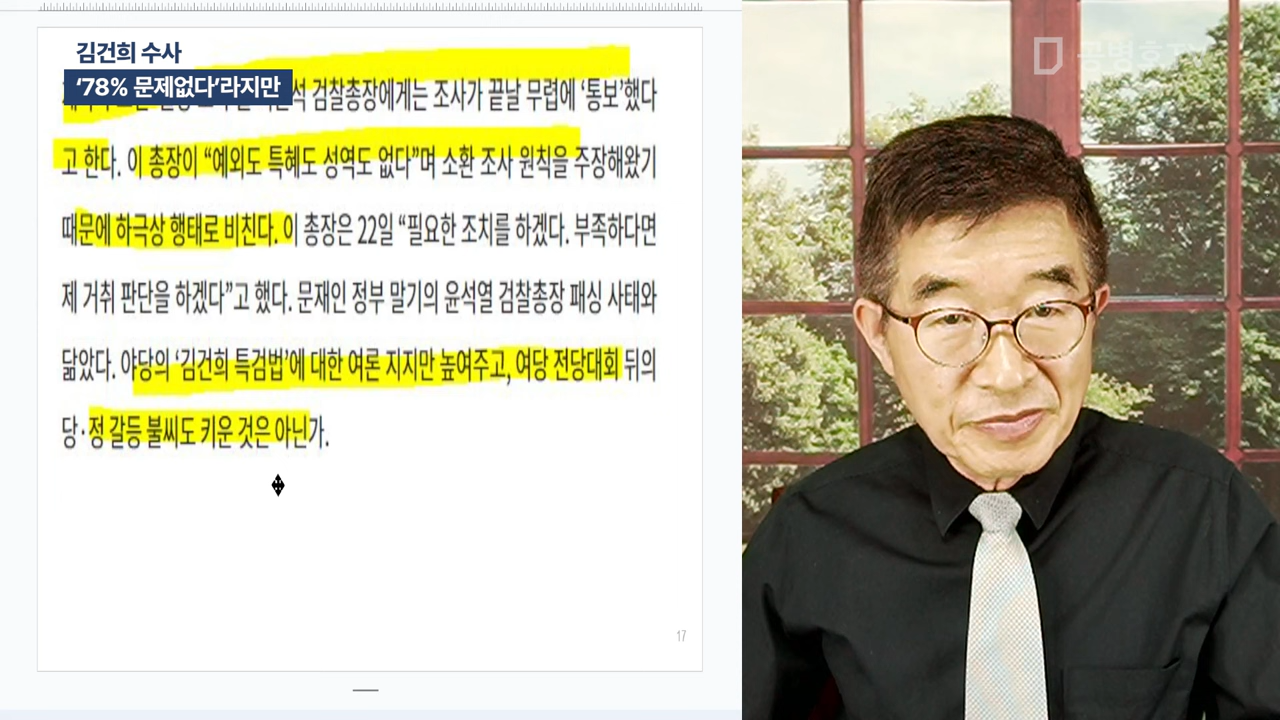 김건희 수사
'78% 문제없다'라지만
검찰총장에게는 조사가 끝날 무렵에 '통보'했다
고 한다. 이 총장이 “예외도 특혜도 성역도 없다”며 소환 조사 원칙을 주장해왔기
때문에 하극상 행태로 비친다. 이 총장은 22일 “필요한 조치를 하겠다. 부족하다면
제 거취 판단을 하겠다”고 했다. 문재인 정부 말기의 윤석열 검찰총장 패싱 사태와
닮았다. 야당의 ‘김건희 특검법’에 대한 여론 지지만 높여주고, 여당 전당대회 뒤의
당·정 갈등 불씨도 키운 것은 아닌가.
17